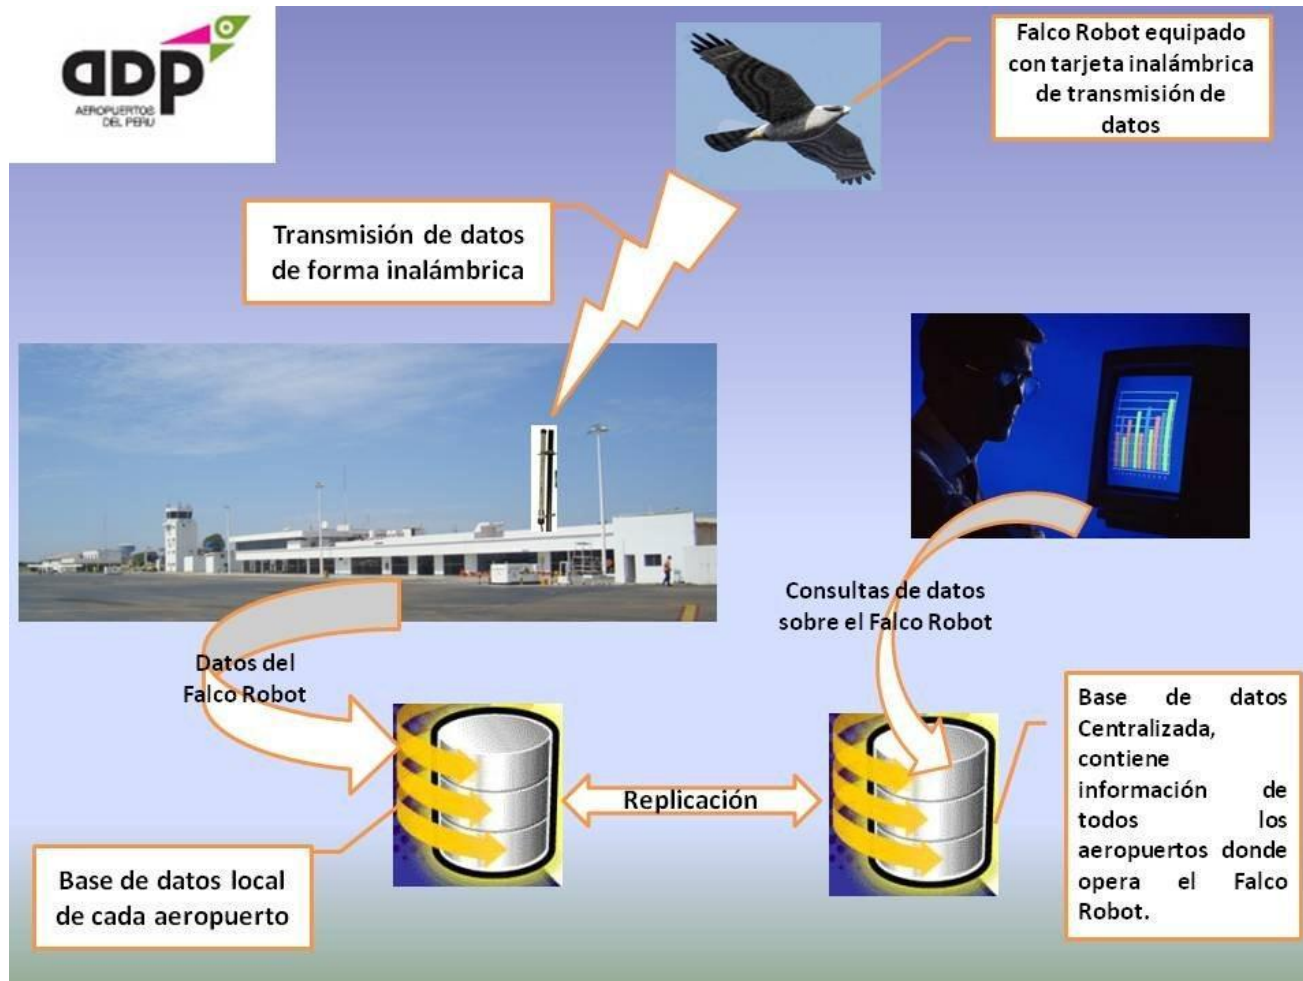 adp
AEROPUERTOS
DEL PERU
Falco Robot equipado
con tarjeta inalámbrica
de transmisión de
datos
Transmisión de datos
de forma inalámbrica
Consultas de datos
sobre el Falco Robot
Datos del
Falco Robot
Base de datos
Centralizada,
contiene
información de
todos los
aeropuertos donde
opera el Falco
Robot.
Replicación
Base de datos local
de cada aeropuerto